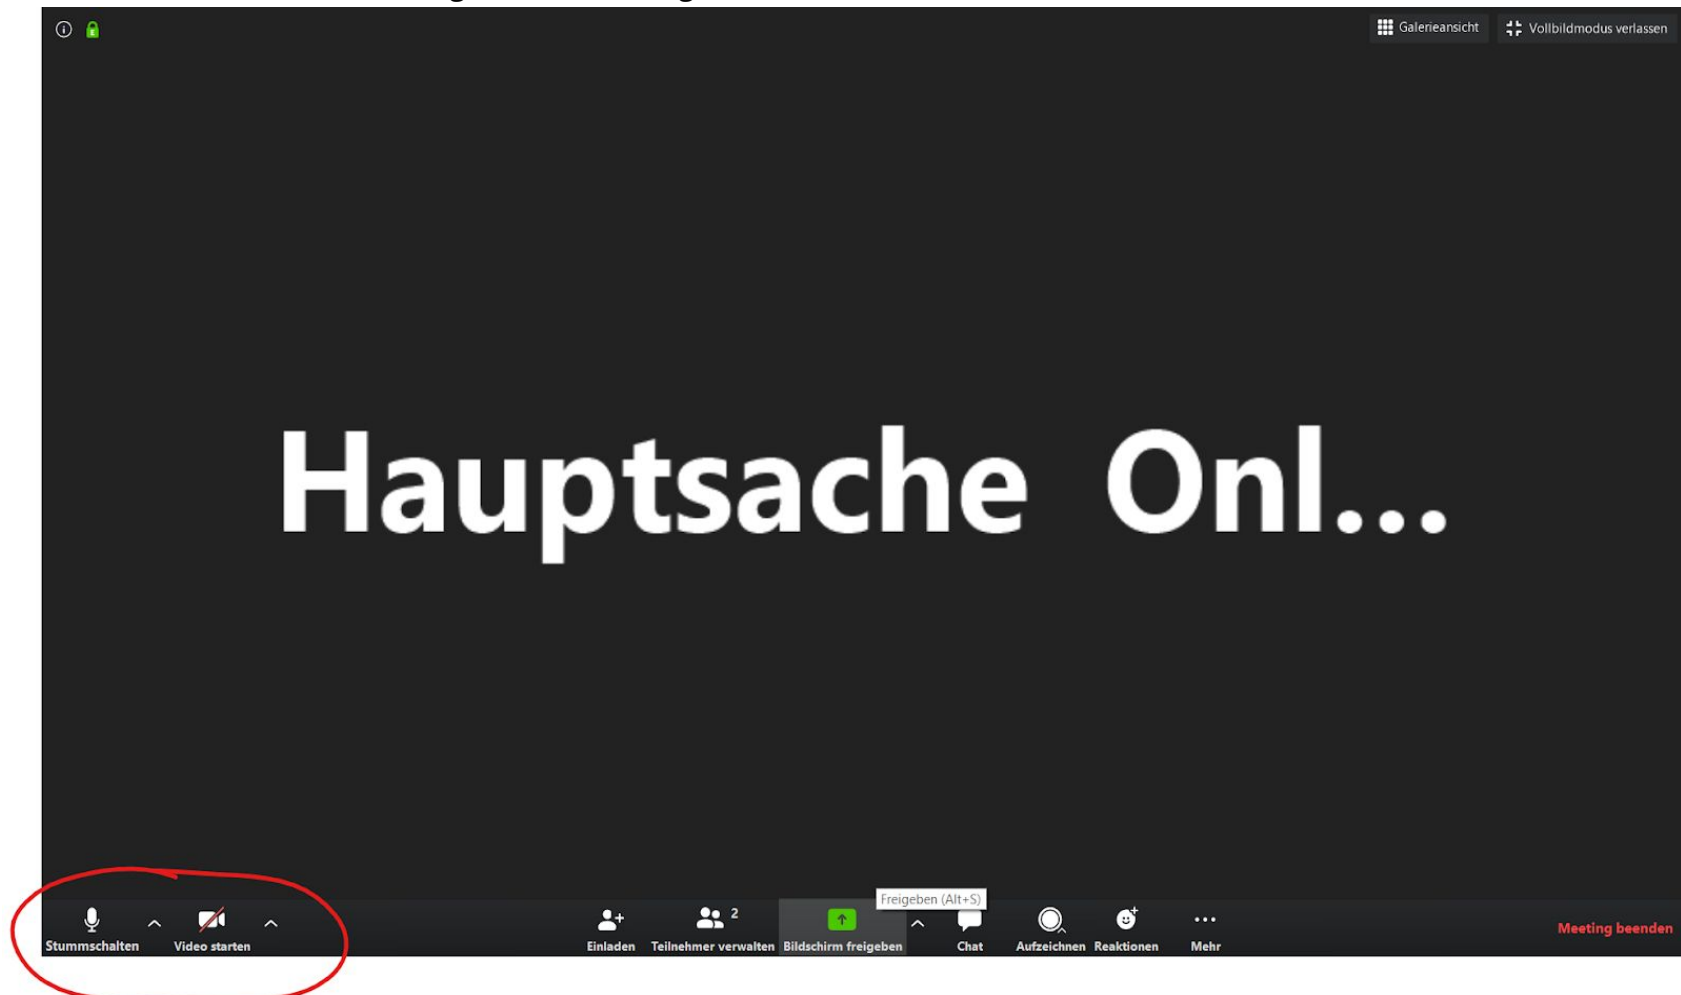 Galerieansicht Vollbildmodus verlassen
Hauptsache Onl...
Freigeben (Alt+S)
2
Stummschalten Video starten Einladen Teilnehmer verwalten Bildschirm freigeben Chat Aufzeichnen Reaktionen Mehr Meeting beenden